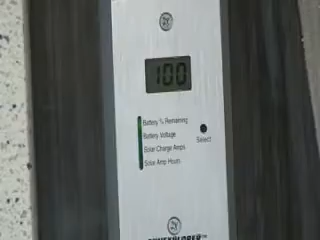 100
Battery % Remaining
Battery Voltage
Solar Charge Amps
Solar Amp Hours
Select